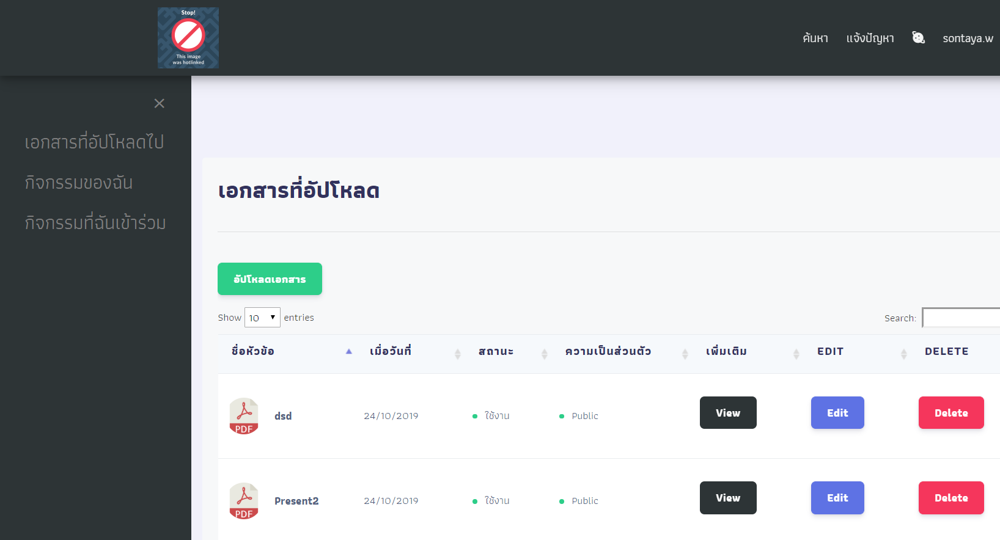 Stop!
This image
was hotlinked
ค้นหา แจ้งปัญหา sontaya.w
×
เอกสารที่อัปโหลดไป
กิจกรรมของฉัน
กิจกรรมที่ฉันเข้าร่วม
เอกสารที่อัปโหลด
อัปโหลดเอกสาร
Show 10 entries Search:
ชื่อหัวข้อ เมื่อวันที่ สถานะ ความเป็นส่วนตัว เพิ่มเติม EDIT DELETE
PDF dsd 24/10/2019 ใช้งาน Public View Edit Delete
PDF Present2 24/10/2019 ใช้งาน Public View Edit Delete